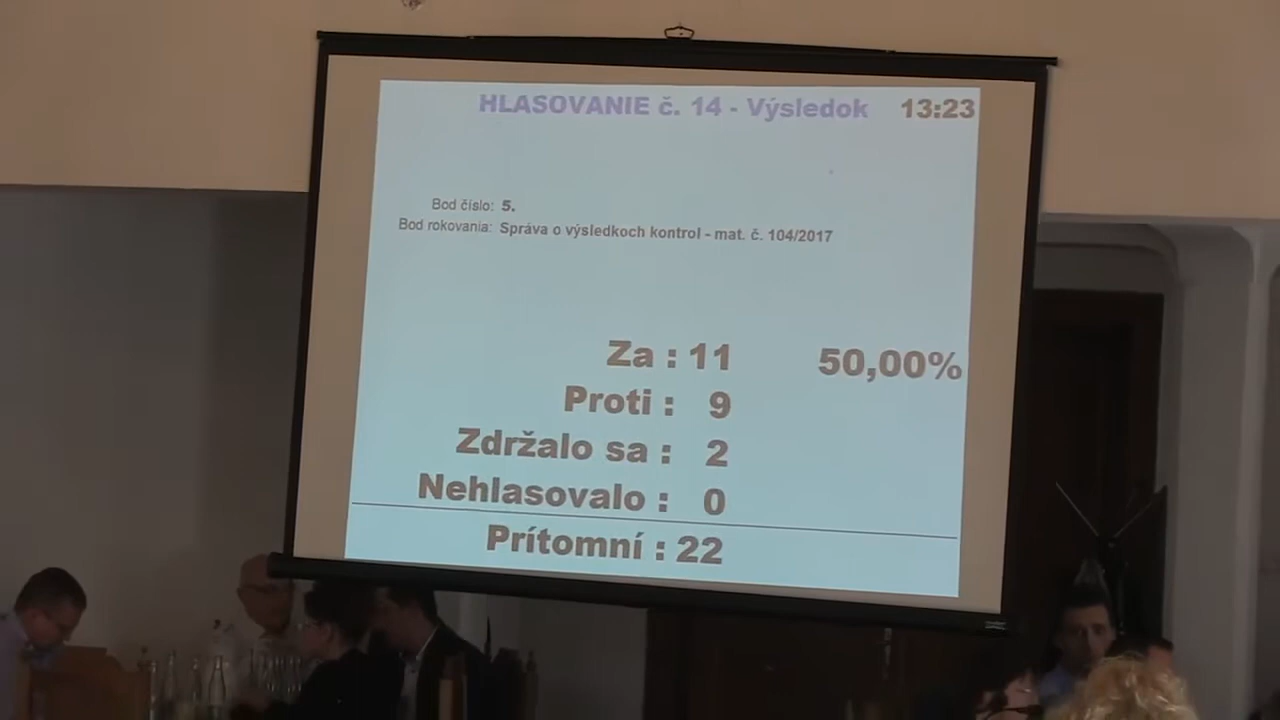 HLASOVANIE č. 14 - Výsledok 13:23
Bod číslo: 5.
Bod rokovania: Správa o výsledkoch kontrol - mat. č. 104/2017
Za : 11 50,00%
Proti : 9
Zdržalo sa : 2
Nehlasovalo : 0
Prítomní : 22